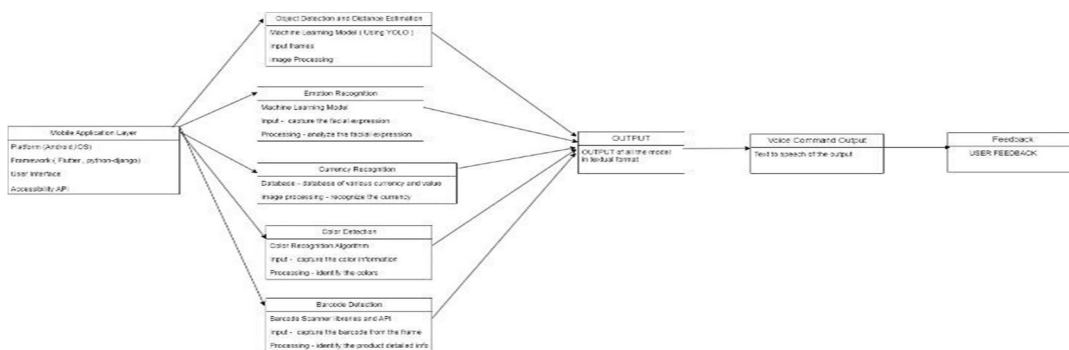 Mobile Application Layer
Platform (Android,IOS)
Framework ( Flutter , python-django)
User Interface
Accessibility API
Object Detection and Distance Estimation
Machine Learning Model ( Using YOLO )
Input frames
Image Processing
Emotion Recognition
Machine Learning Model
Input - capture the facial expression
Processing - analyze the facial expression
Currency Recognition
Database - database of various currency and value
Image processing - recognize the currency
Color Detection
Color Recognition Algorithm
Input - capture the color information
Processing - identify the colors
Barcode Detection
Barcode Scanner libraries and API
Input - capture the barcode from the frame
Processing - identify the product detailed info
OUTPUT
OUTPUT of all the model
in textual format
Voice Command Output
Text to speech of the output
Feedback
USER FEEDBACK